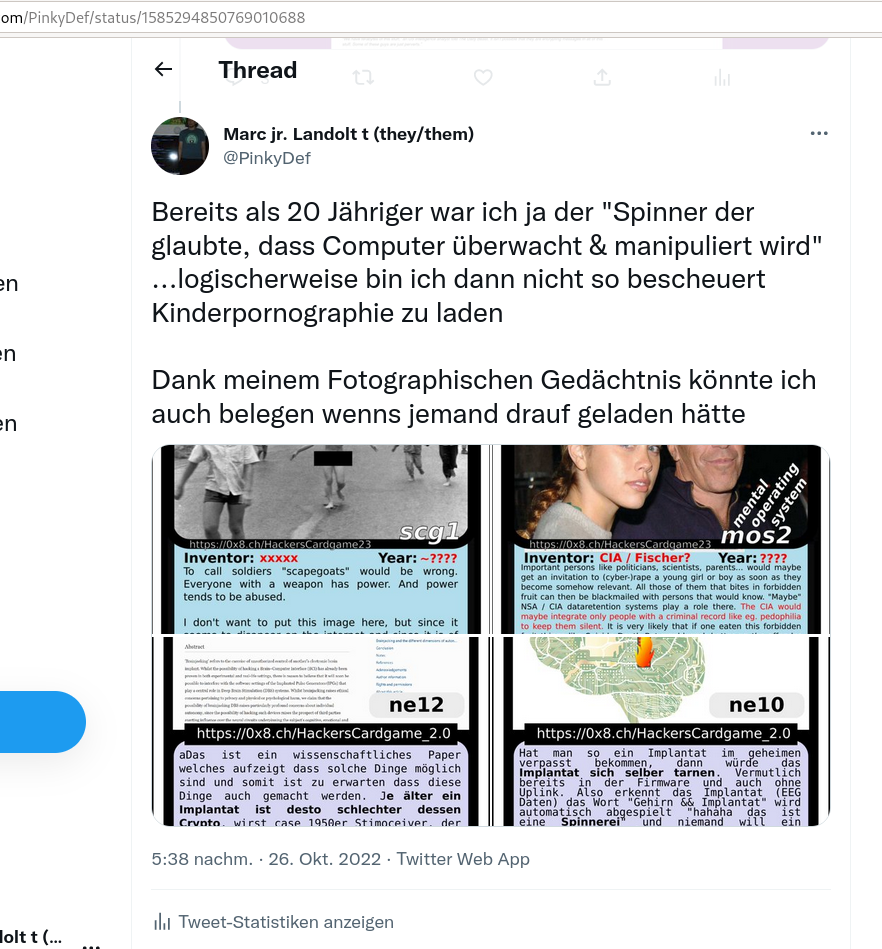 om/PinkyDef/status/1585294850769010688
Thread
Marc jr. Landolt t (they/them)
@PinkyDef
Bereits als 20 Jähriger war ich ja der "Spinner der
glaubte, dass Computer überwacht & manipuliert wird"
...logischerweise bin ich dann nicht so bescheuert
Kinderpornographie zu laden
Dank meinem Fotographischen Gedächtnis könnte ich
auch belegen wenns jemand drauf geladen hätte
scg1
https://0x8.ch/HackersCardgame23
Inventor: xxxxx Year: ~????
To call soldiers "scapegoats" would be wrong.
Everyone with a weapon has power. And power
tends to be abused.
I don't want to put this image here, but since it
seems to disappear on the internet and since it is of
mental
operating
system
mos2
https://0x8.ch/HackersCardgame23
Inventor: CIA / Fischer? Year: ????
Important persons like politicians, scientists, parents... would maybe
get an invitation to (cyber-)rape a young girl or boy as soon as they
become somehow relevant. All those of them that bites in forbidden
fruit can then be blackmailed with persons that would know. "Maybe"
NSA / CIA dataretention systems play a role there. The CIA would
maybe integrate only people with a criminal record like eg. pedophilia
to keep them silent. It is very likely that if one eaten this forbidden
Abstract
ne12
https://0x8.ch/HackersCardgame_2.0
aDas ist ein wissenschaftliches Paper
welches aufzeigt dass solche Dinge möglich
sind und somit ist zu erwarten dass diese
Dinge auch gemacht werden. Je älter ein
Implantat ist desto schlechter dessen
Crypto, wirst case 1950er Stimoceiver, der
ne10
https://0x8.ch/HackersCardgame_2.0
Hat man so ein Implantat im geheimen
verpasst bekommen, dann würde das
Implantat sich selber tarnen. Vermutlich
bereits in der Firmware und auch ohne
Uplink. Also erkennt das Implantat (EEG
Daten) das Wort "Gehirn && Implantat" wird
automatisch abgespielt "hahaha das ist
eine Spinnerei" und niemand will ein
5:38 nachm. · 26. Okt. 2022 · Twitter Web App
Tweet-Statistiken anzeigen
en
en
en
olt t (...